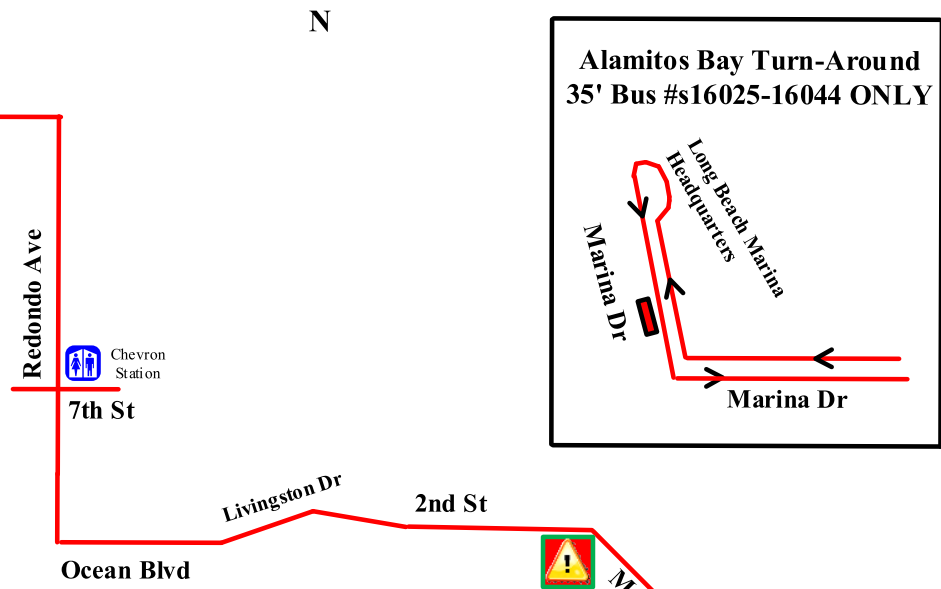 N
Alamitos Bay Turn-Around
35' Bus #s16025-16044 ONLY
Long Beach Marina
Headquarters
Marina Dr
Marina Dr
Redondo Ave
Chevron
Station
7th St
Livingston Dr
2nd St
Ocean Blvd